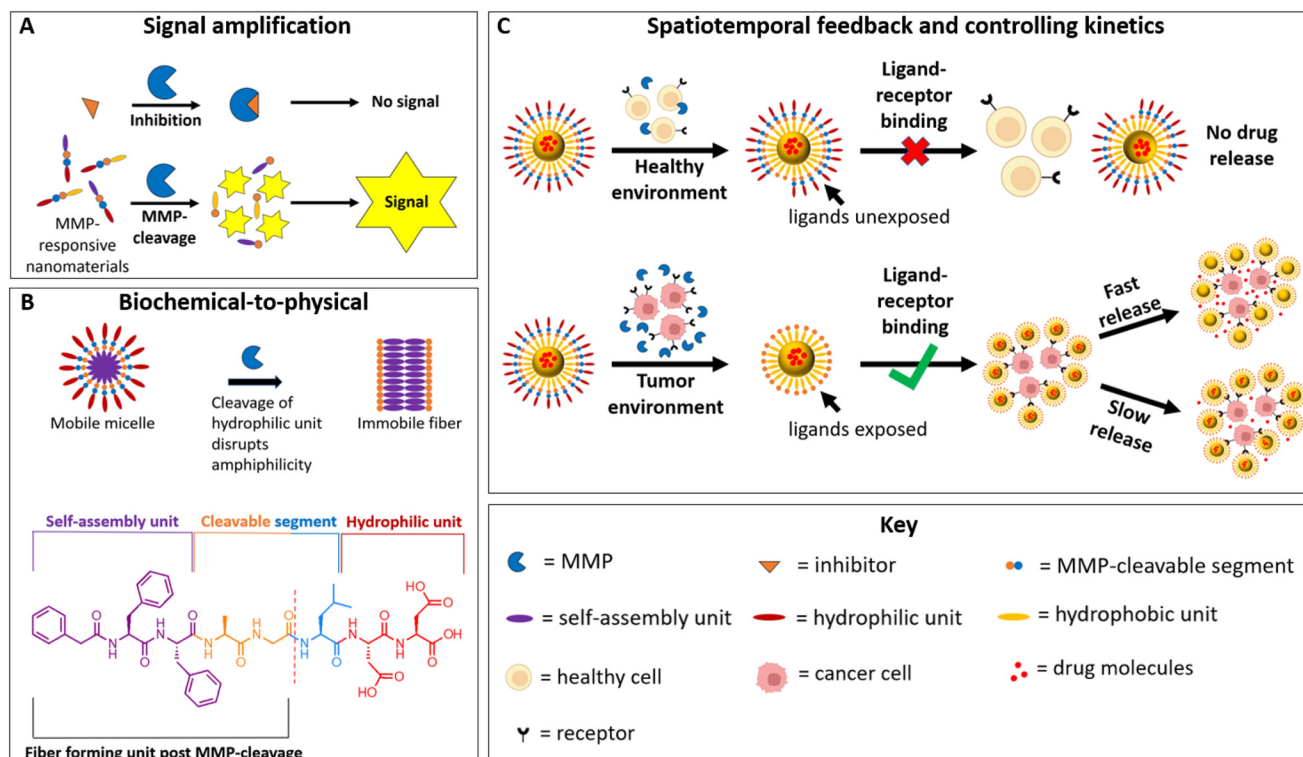 A
Signal amplification
Inhibition
No signal
MMP-
responsive
nanomaterials
MMP-
cleavage
Signal
B
Biochemical-to-physical
Mobile micelle
Cleavage of
hydrophilic unit
disrupts
amphiphilicity
Immobile fiber
Self-assembly unit
Cleavable segment
Hydrophilic unit
HO
O
O
O
O
O
H
N
H
N
OH
N
H
N
H
N
H
N
H
O
O
O
O
O
HO
Fiber forming unit post MMP-cleavage
C
Spatiotemporal feedback and controlling kinetics
Healthy
environment
ligands unexposed
Ligand-
receptor
binding
No drug
release
Tumor
environment
ligands exposed
Ligand-
receptor
binding
Fast
release
Slow
release
Key
= MMP
= inhibitor
= MMP-cleavable segment
= self-assembly unit
= hydrophilic unit
= hydrophobic unit
= healthy cell
= cancer cell
= drug molecules
= receptor